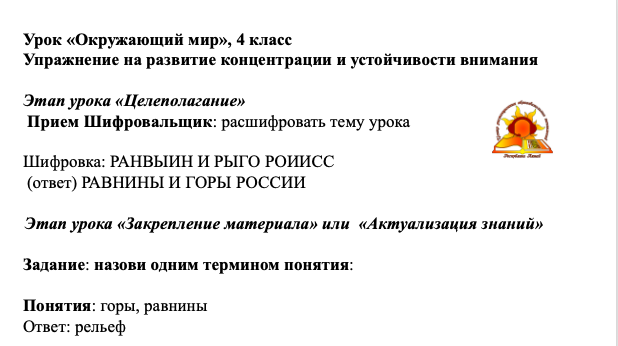 Урок «Окружающий мир», 4 класс
Упражнение на развитие концентрации и устойчивости внимания
Этап урока «Целеполагание»
Прием Шифровальщик: расшифровать тему урока
Шифровка: РАНВЫИН И РЫГО РОИИСС
(ответ) РАВНИНЫ И ГОРЫ РОССИИ
Этап урока «Закрепление материала» или «Актуализация знаний»
Задание: назови одним термином понятия:
Понятия: горы, равнины
Ответ: рельеф